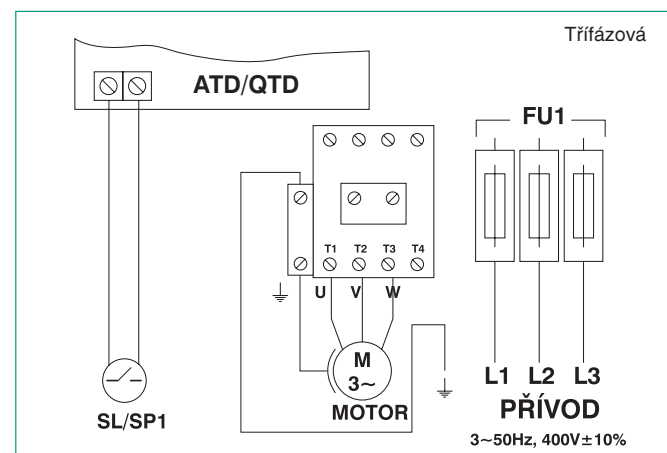 Třífázová
ATD/QTD
FU1
T1 T2 T3 T4
U V W
M
3~
MOTOR
SL/SP1
L1 L2 L3
PŘÍVOD
3~50Hz, 400V±10%